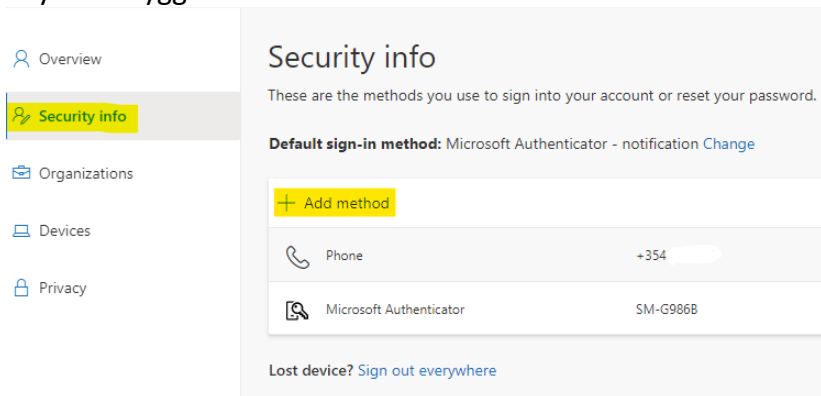 Overview
Security info
Organizations
Devices
Privacy
Security info
These are the methods you use to sign into your account or reset your password.
Default sign-in method: Microsoft Authenticator - notification Change
Add method
Phone +354
Microsoft Authenticator SM-G986B
Lost device? Sign out everywhere